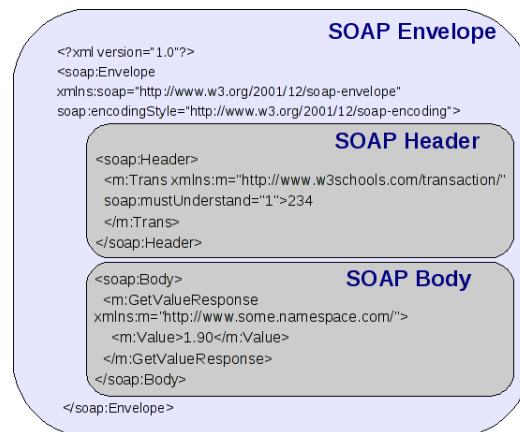 SOAP Envelope
<?xml version="1.0"?>
<soap:Envelope
xmlns:soap="http://www.w3.org/2001/12/soap-envelope"
soap:encodingStyle="http://www.w3.org/2001/12/soap-encoding">
SOAP Header
<soap:Header>
<m:Trans xmlns:m="http://www.w3schools.com/transaction/"
soap:mustUnderstand="1">234
</m:Trans>
</soap:Header>
SOAP Body
<soap:Body>
<m:GetValueResponse
xmlns:m="http://www.some.namespace.com/">
<m:Value>1.90</m:Value>
</m:GetValueResponse>
</soap:Body>
</soap:Envelope>